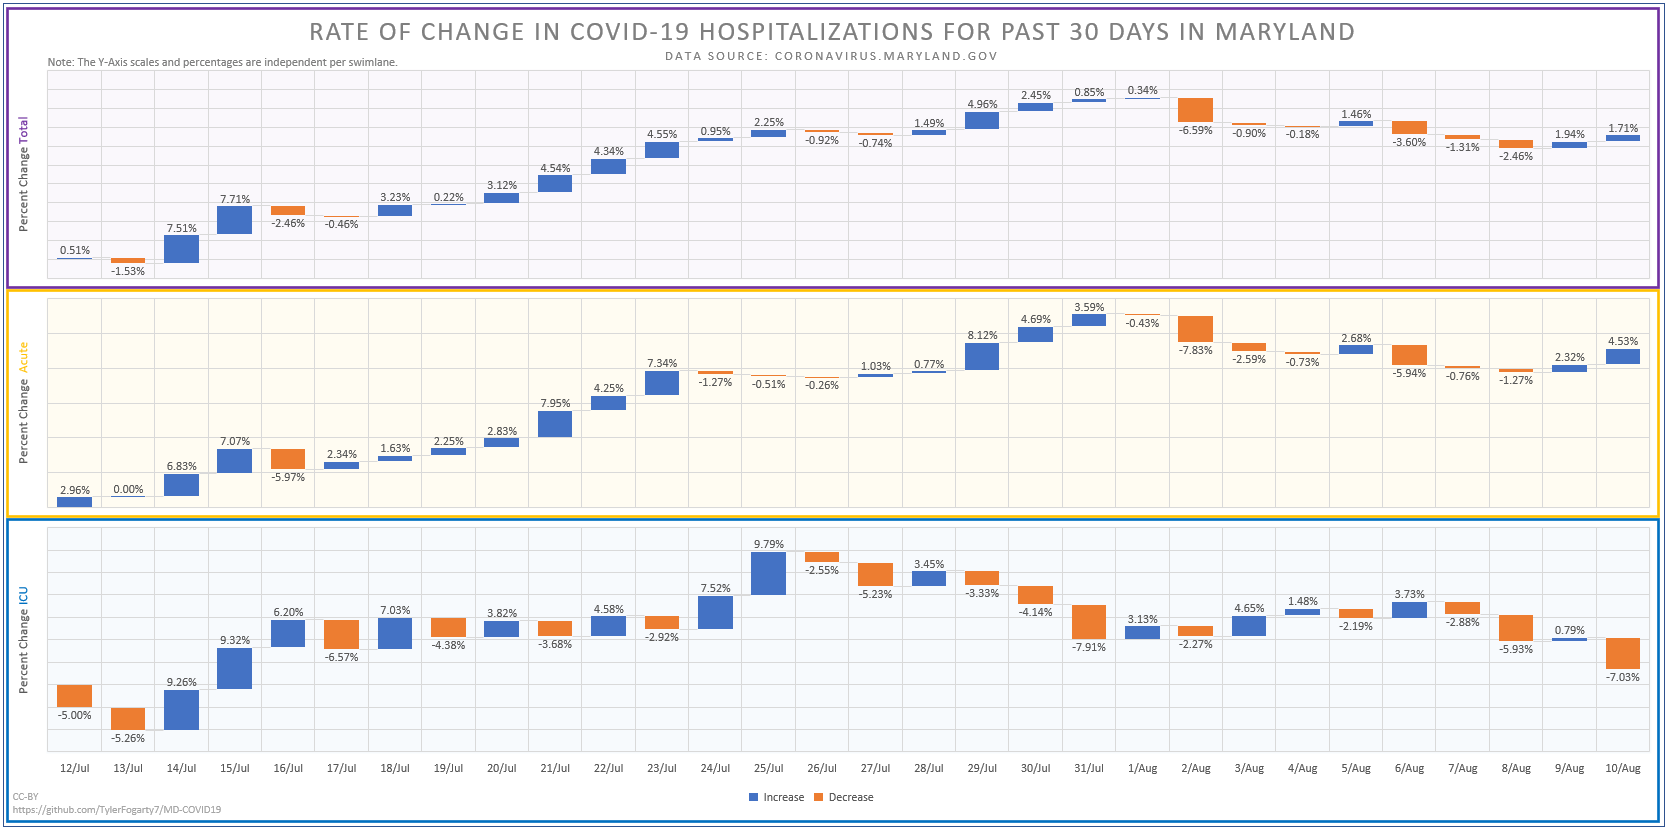 RATE OF CHANGE IN COVID-19 HOSPITALIZATIONS FOR PAST 30 DAYS IN MARYLAND
DATA SOURCE: CORONAVIRUS.MARYLAND.GOV
Note: The Y-Axis scales and percentages are independent per swimlane.
Percent Change Total
0.51% -1.53% 7.51% 7.71% -2.46% -0.46% 3.23% 0.22% 3.12% 4.54% 4.34% 4.55% 0.95% 2.25% -0.92% -0.74% 1.49% 4.96% 2.45% 0.85% 0.34% -6.59% -0.90% -0.18% 1.46% -3.60% -1.31% -2.46% 1.94% 1.71%
Percent Change Acute
2.96% 0.00% 6.83% 7.07% -5.97% 2.34% 1.63% 2.25% 2.83% 7.95% 4.25% 7.34% -1.27% -0.51% -0.26% 1.03% 0.77% 8.12% 4.69% 3.59% -0.43% -7.83% -2.59% -0.73% 2.68% -5.94% -0.76% -1.27% 2.32% 4.53%
Percent Change ICU
-5.00% -5.26% 9.26% 9.32% 6.20% -6.57% 7.03% -4.38% 3.82% -3.68% 4.58% -2.92% 7.52% 9.79% -2.55% -5.23% 3.45% -3.33% -4.14% -7.91% 3.13% -2.27% 4.65% 1.48% -2.19% 3.73% -2.88% -5.93% 0.79% -7.03%
12/Jul 13/Jul 14/Jul 15/Jul 16/Jul 17/Jul 18/Jul 19/Jul 20/Jul 21/Jul 22/Jul 23/Jul 24/Jul 25/Jul 26/Jul 27/Jul 28/Jul 29/Jul 30/Jul 31/Jul 1/Aug 2/Aug 3/Aug 4/Aug 5/Aug 6/Aug 7/Aug 8/Aug 9/Aug 10/Aug
Increase Decrease
CC-BY
https://github.com/TylerFogarty7/MD-COVID19